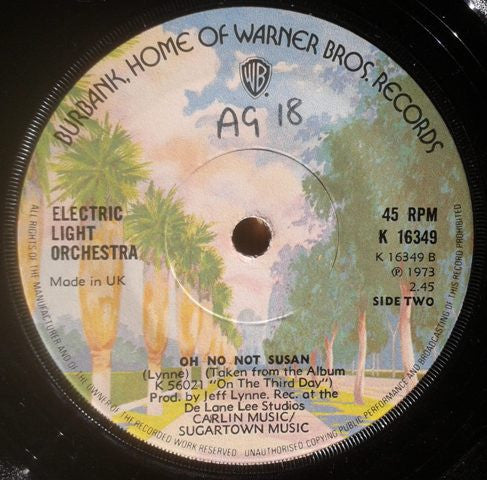 BURBANK, HOME OF WARNER BROS. RECORDS
WB
AG 18
ELECTRIC
LIGHT
ORCHESTRA
Made in UK
45 RPM
K 16349
K 16349 B
Ⓟ 1973
2.45
SIDE TWO
OH NO NOT SUSAN
(Lynne) (Taken from the Album
K 56021 "On The Third Day")
Prod. by Jeff Lynne. Rec. at the
De Lane Lee Studios
CARLIN MUSIC/
SUGARTOWN MUSIC
ALL RIGHTS OF THE MANUFACTURER AND OF THE OWNER OF THE RECORDED WORK RESERVED. UNAUTHORISED COPYING PUBLIC PERFORMANCE AND BROADCASTING OF THIS RECORD PROHIBITED